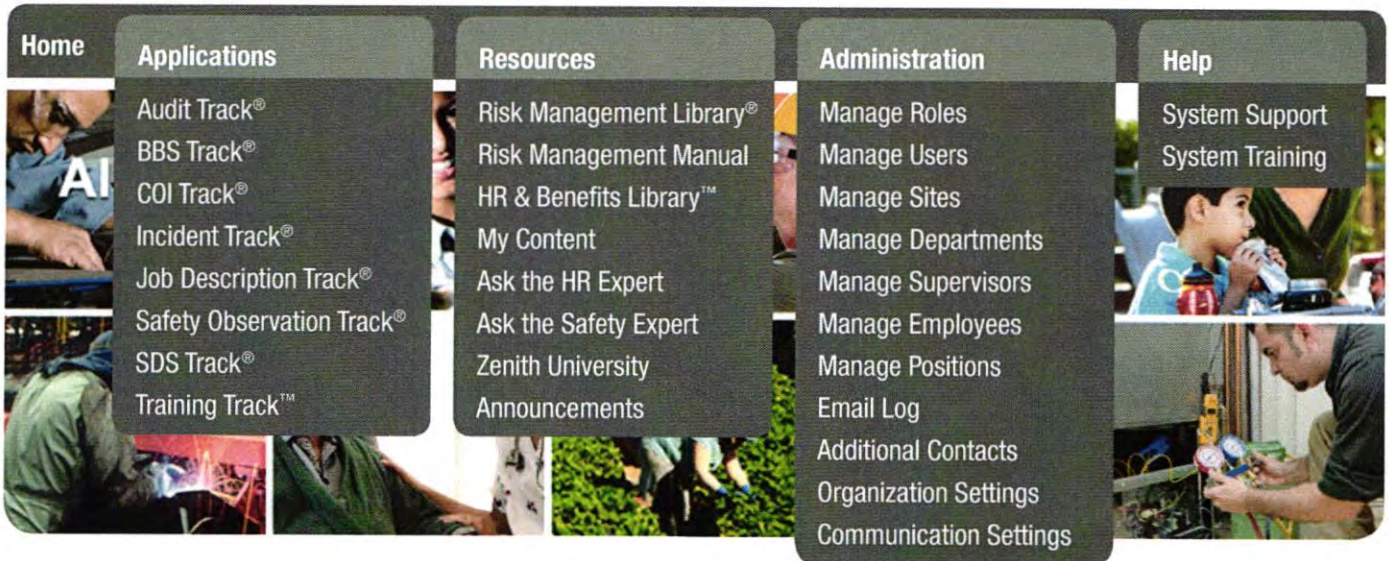 Home
Applications
Audit Track®
BBS Track®
COI Track®
Incident Track®
Job Description Track®
Safety Observation Track®
SDS Track®
Training Track™
Resources
Risk Management Library®
Risk Management Manual
HR & Benefits Library™
My Content
Ask the HR Expert
Ask the Safety Expert
Zenith University
Announcements
Administration
Manage Roles
Manage Users
Manage Sites
Manage Departments
Manage Supervisors
Manage Employees
Manage Positions
Email Log
Additional Contacts
Organization Settings
Communication Settings
Help
System Support
System Training